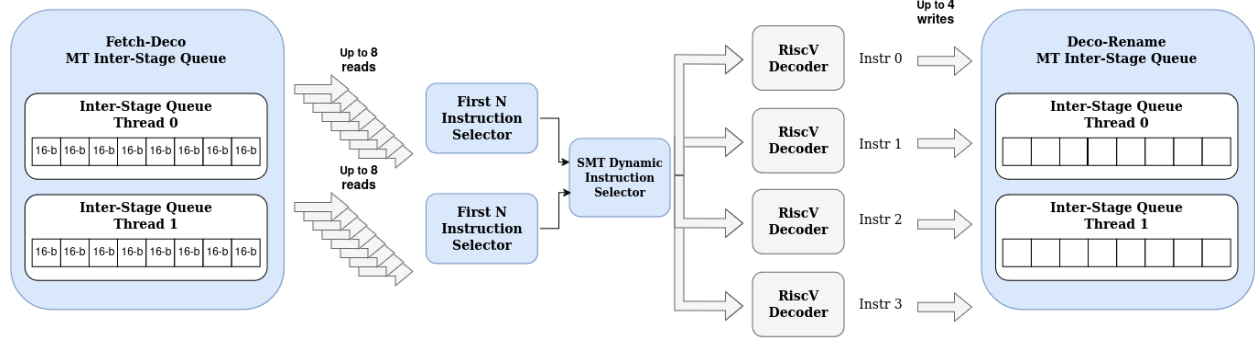 Fetch-Deco
MT Inter-Stage Queue
Inter-Stage Queue
Thread 0
16-b 16-b 16-b 16-b 16-b 16-b 16-b 16-b
Inter-Stage Queue
Thread 1
16-b 16-b 16-b 16-b 16-b 16-b 16-b 16-b
Up to 8
reads
Up to 8
reads
First N
Instruction
Selector
First N
Instruction
Selector
SMT Dynamic
Instruction
Selector
RiscV
Decoder
Instr 0
RiscV
Decoder
Instr 1
RiscV
Decoder
Instr 2
RiscV
Decoder
Instr 3
Up to 4
writes
Deco-Rename
MT Inter-Stage Queue
Inter-Stage Queue
Thread 0
Inter-Stage Queue
Thread 1